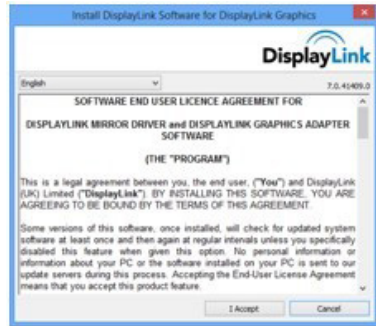 Install DisplayLink Software for DisplayLink Graphics
DisplayLink
English
7.0.41409.0
SOFTWARE END USER LICENCE AGREEMENT FOR
DISPLAYLINK MIRROR DRIVER and DISPLAYLINK GRAPHICS ADAPTER
SOFTWARE
(THE "PROGRAM")
This is a legal agreement between you, the end user, ("You") and DisplayLink
(UK) Limited ("DisplayLink"). BY INSTALLING THIS SOFTWARE, YOU ARE
AGREEING TO BE BOUND BY THE TERMS OF THIS AGREEMENT.
Some versions of this software, once installed, will check for updated system
software at least once and then again at regular intervals unless you specifically
disabled this feature when given this option. No personal information or
information about your PC or the software installed on your PC is sent to our
update servers during this process. Accepting the End-User License Agreement
means that you accept this product feature.
I Accept
Cancel